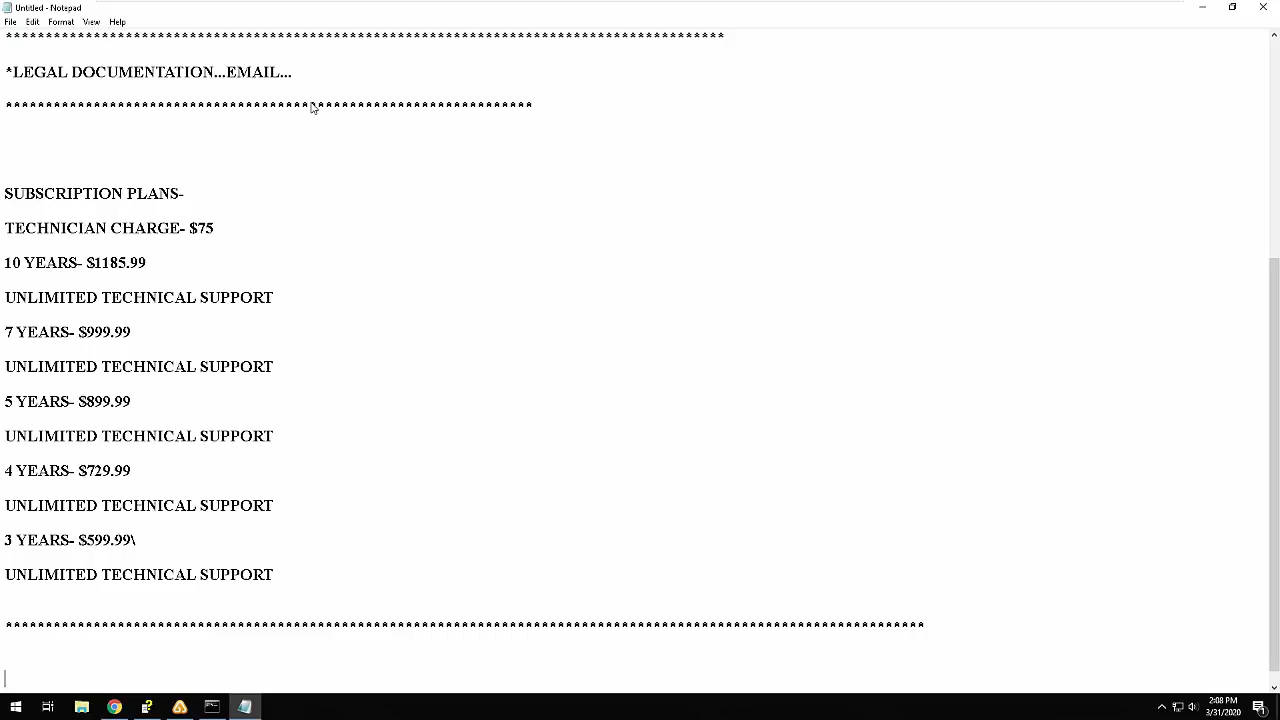 Untitled - Notepad
File Edit Format View Help
******************************************************************************************
*LEGAL DOCUMENTATION...EMAIL...
******************************************************************
SUBSCRIPTION PLANS-
TECHNICIAN CHARGE- $75
10 YEARS- $1185.99
UNLIMITED TECHNICAL SUPPORT
7 YEARS- $999.99
UNLIMITED TECHNICAL SUPPORT
5 YEARS- $899.99
UNLIMITED TECHNICAL SUPPORT
4 YEARS- $729.99
UNLIMITED TECHNICAL SUPPORT
3 YEARS- $599.99\
UNLIMITED TECHNICAL SUPPORT
*******************************************************************************************************************
2:08 PM
3/31/2020